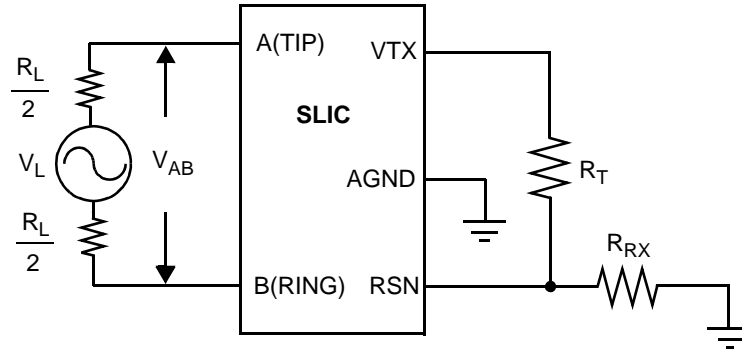 A(TIP)
VTX
R_L
2
SLIC
V_L
V_AB
AGND
R_T
R_L
2
R_RX
B(RING)
RSN